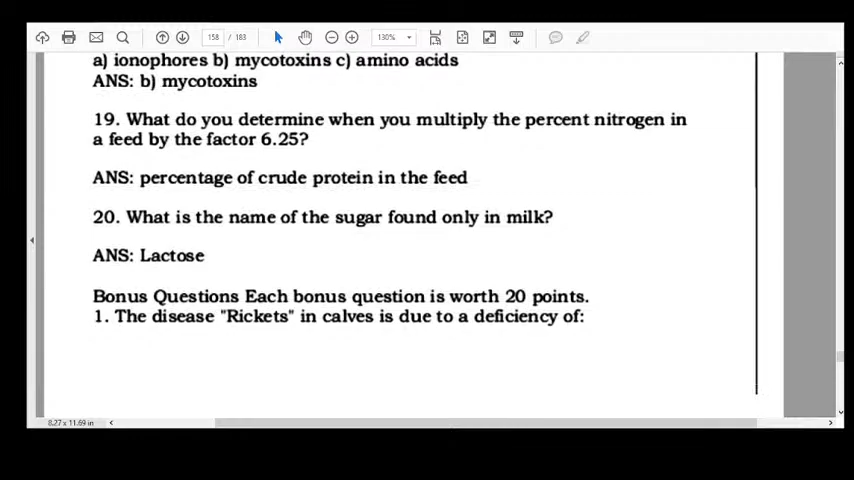 158 / 183
130%
a) ionophores b) mycotoxins c) amino acids
ANS: b) mycotoxins
19. What do you determine when you multiply the percent nitrogen in
a feed by the factor 6.25?
ANS: percentage of crude protein in the feed
20. What is the name of the sugar found only in milk?
ANS: Lactose
Bonus Questions Each bonus question is worth 20 points.
1. The disease "Rickets" in calves is due to a deficiency of:
8.27 x 11.69 in